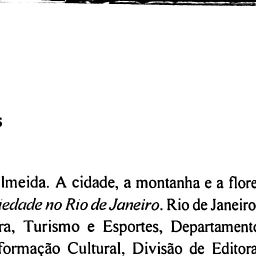 s
lmeida. A cidade, a montanha e a flore
iedade no Rio de Janeiro. Rio de Janeiro
ra, Turismo e Esportes, Departamento
formação Cultural, Divisão de Editora